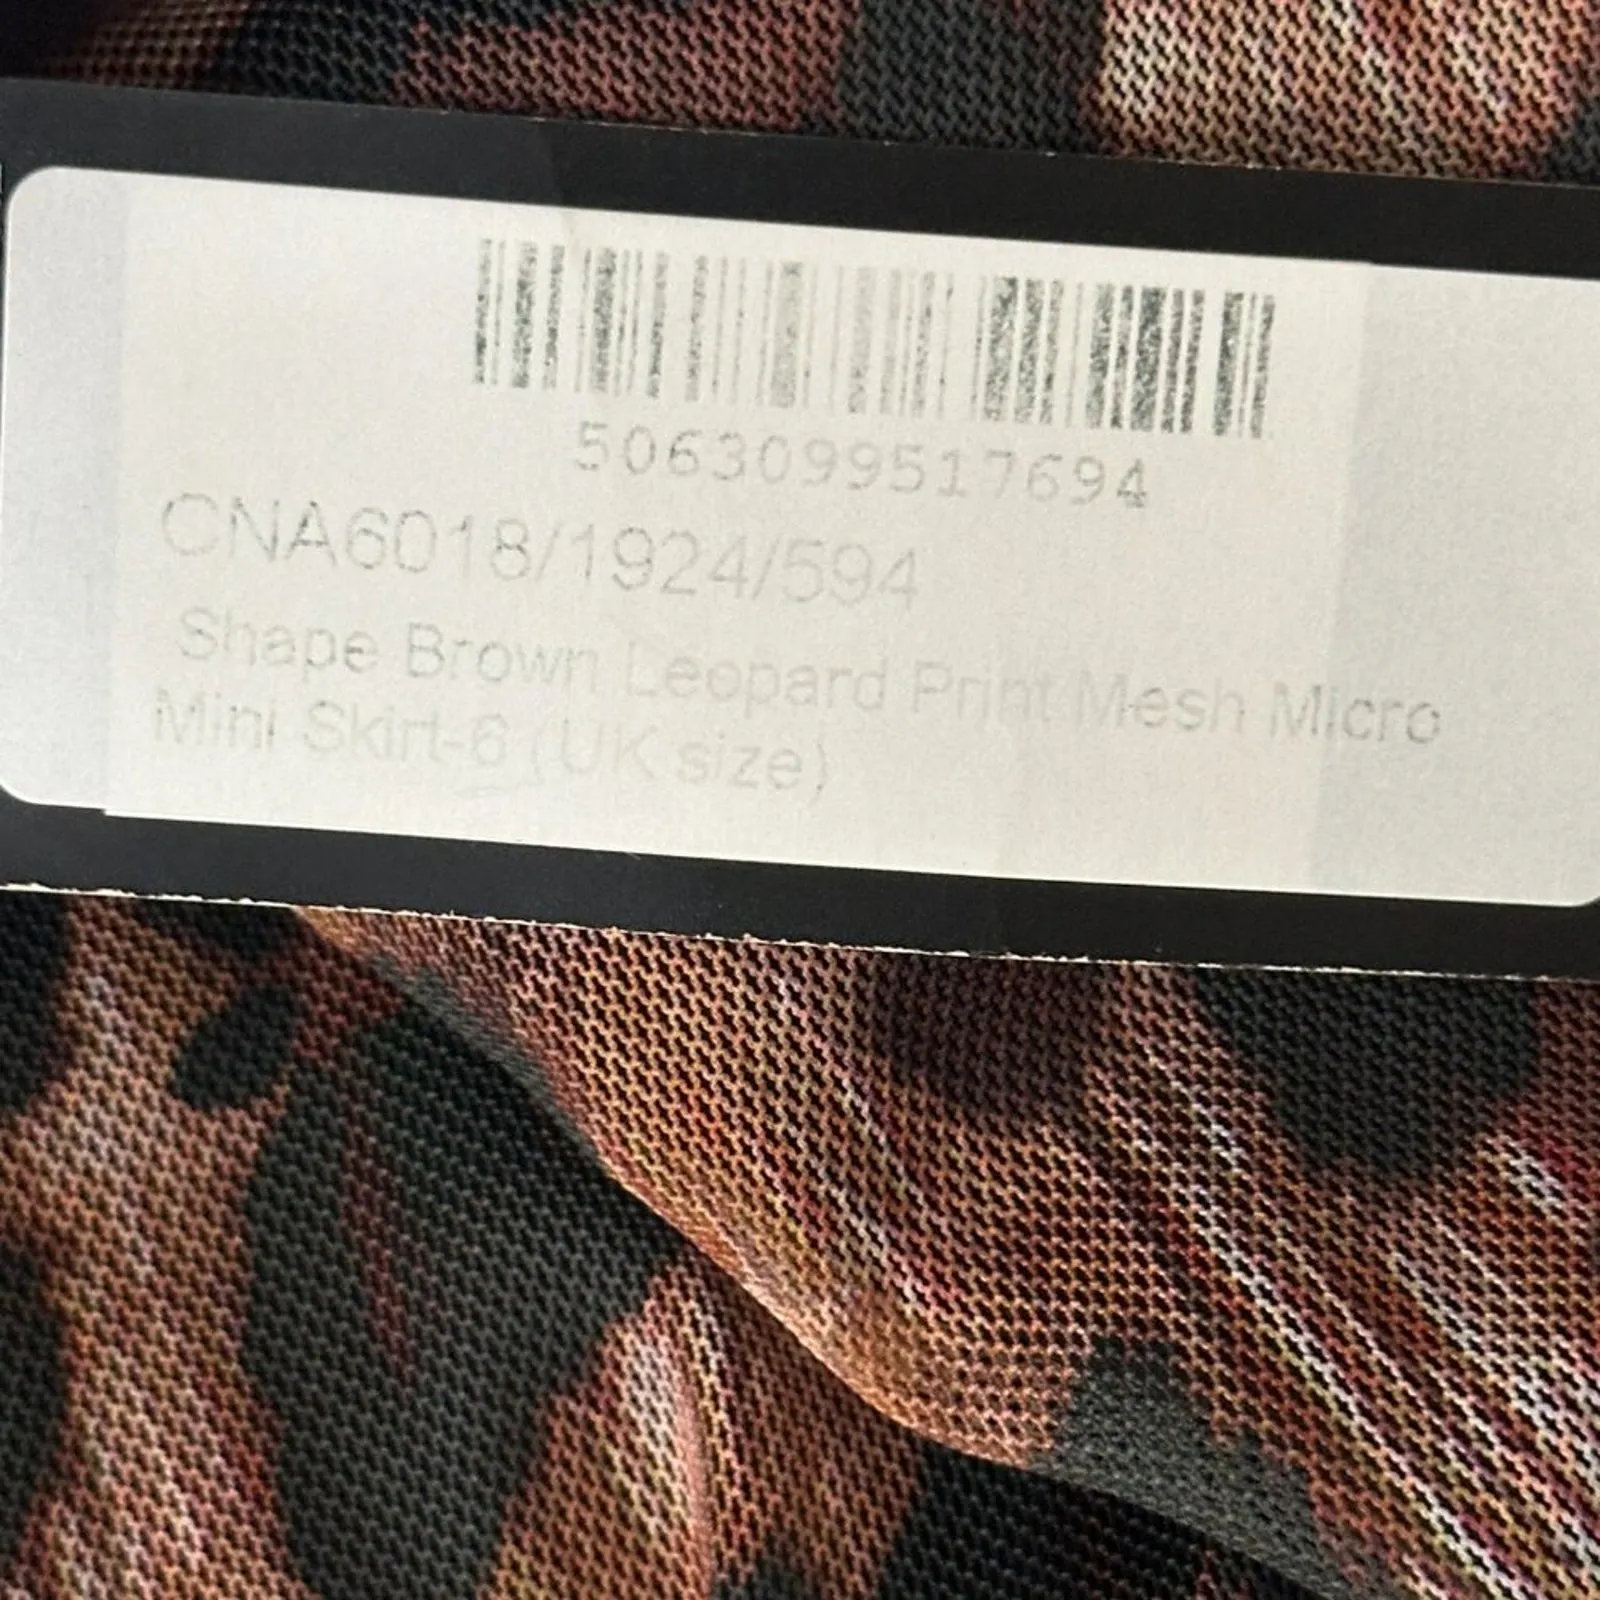 5063099517694
CNA6018/1924/594
Shape Brown Leopard Print Mesh Micro
Mini Skirt-6 (UK size)